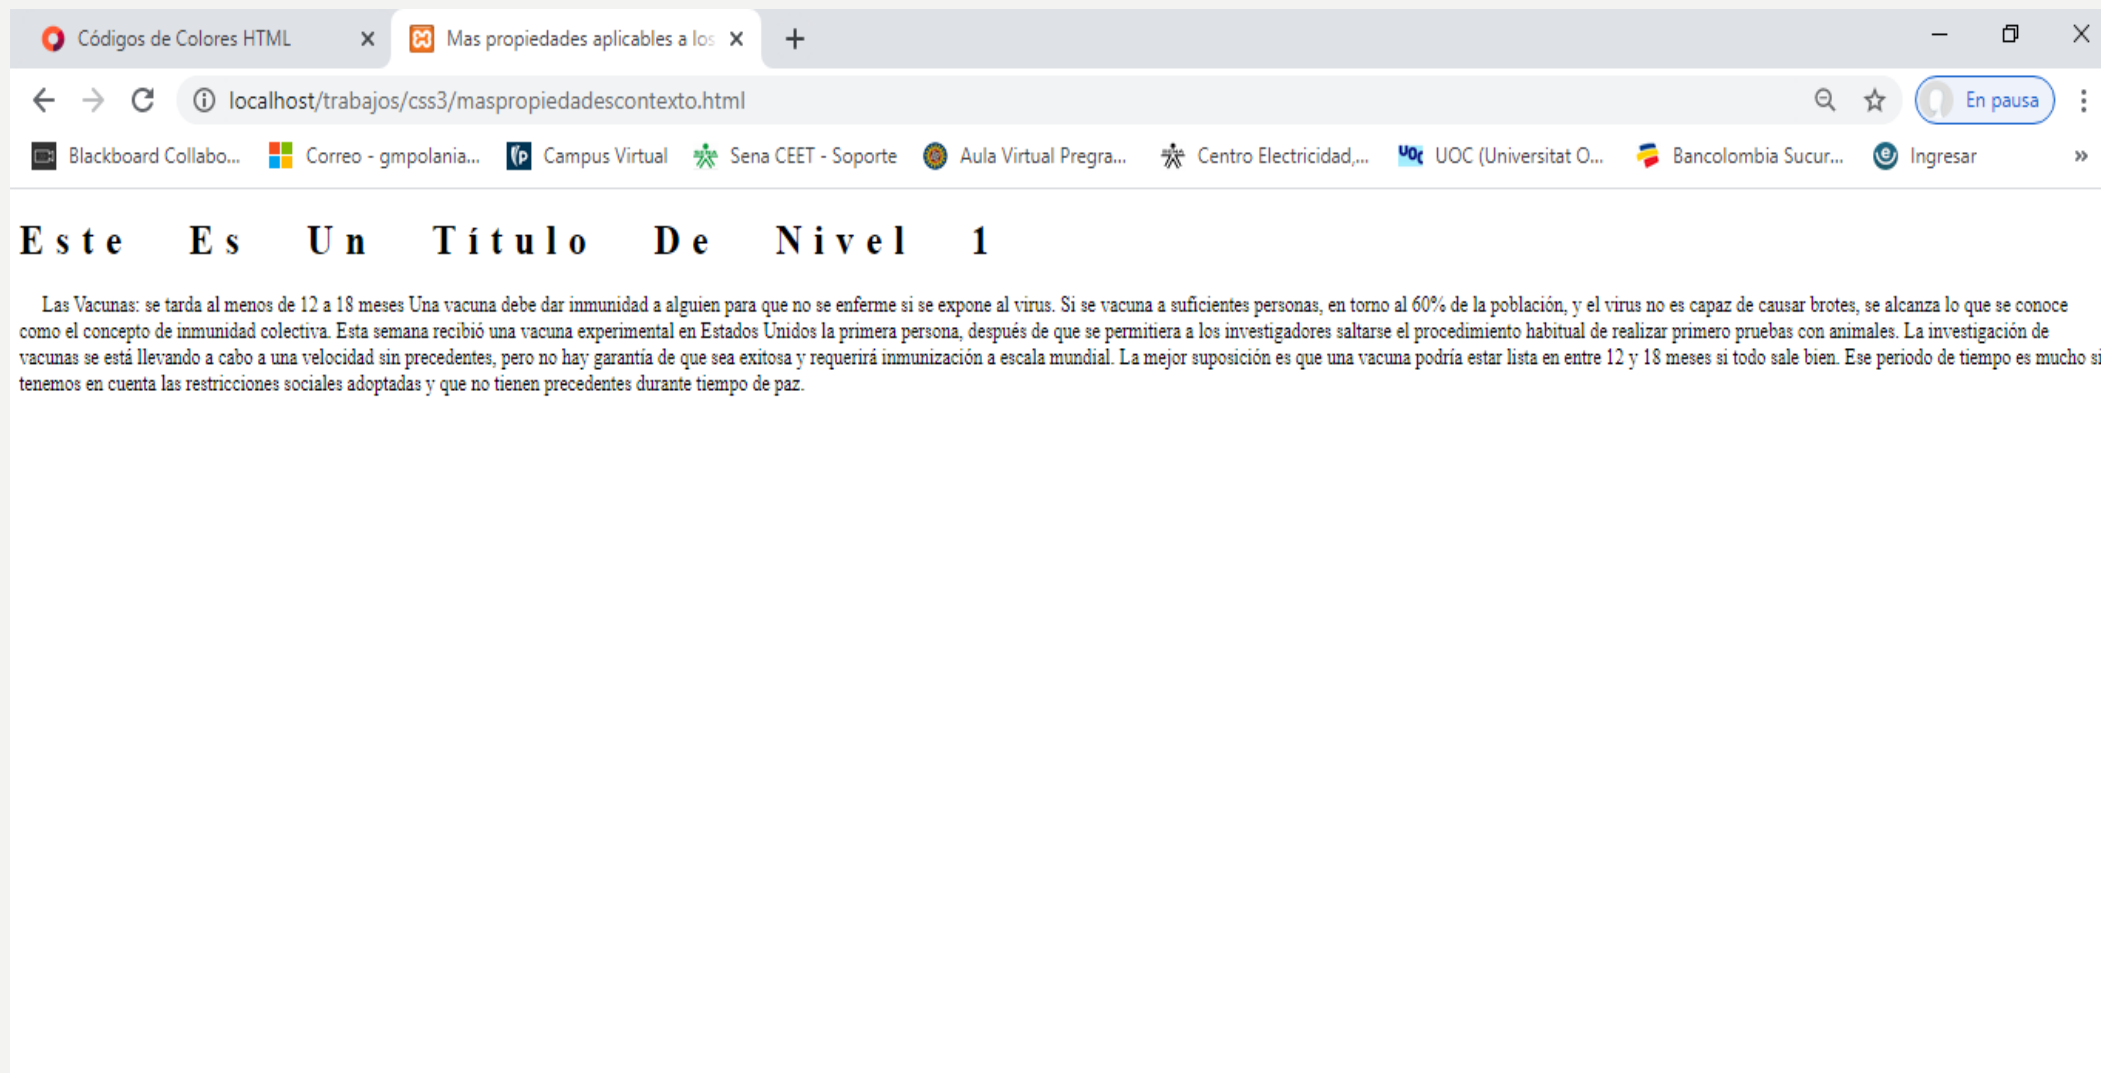 Códigos de Colores HTML
Mas propiedades aplicables a los
localhost/trabajos/css3/maspropiedadescontexto.html
En pausa
Blackboard Collabo... Correo - gmpolania... Campus Virtual Sena CEET - Soporte Aula Virtual Pregra... Centro Electricidad,... UOC UOC (Universitat O... Bancolombia Sucur... Ingresar »
Este Es Un Título De Nivel 1
Las Vacunas: se tarda al menos de 12 a 18 meses Una vacuna debe dar inmunidad a alguien para que no se enferme si se expone al virus. Si se vacuna a suficientes personas, en torno al 60% de la población, y el virus no es capaz de causar brotes, se alcanza lo que se conoce
como el concepto de inmunidad colectiva. Esta semana recibió una vacuna experimental en Estados Unidos la primera persona, después de que se permitiera a los investigadores saltarse el procedimiento habitual de realizar primero pruebas con animales. La investigación de
vacunas se está llevando a cabo a una velocidad sin precedentes, pero no hay garantía de que sea exitosa y requerirá inmunización a escala mundial. La mejor suposición es que una vacuna podría estar lista en entre 12 y 18 meses si todo sale bien. Ese periodo de tiempo es mucho si
tenemos en cuenta las restricciones sociales adoptadas y que no tienen precedentes durante tiempo de paz.